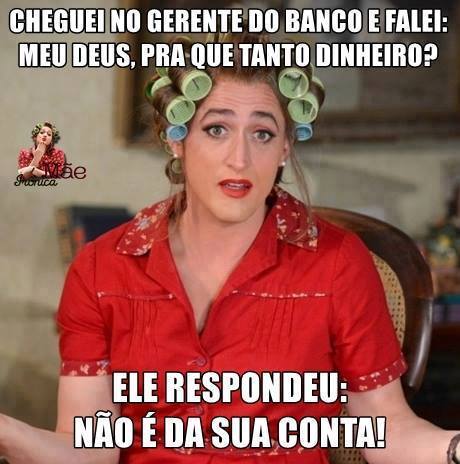 CHEGUEI NO GERENTE DO BANCO E FALEI:
MEU DEUS, PRA QUE TANTO DINHEIRO?
Mãe
Irônica
ELE RESPONDEU:
NÃO É DA SUA CONTA!